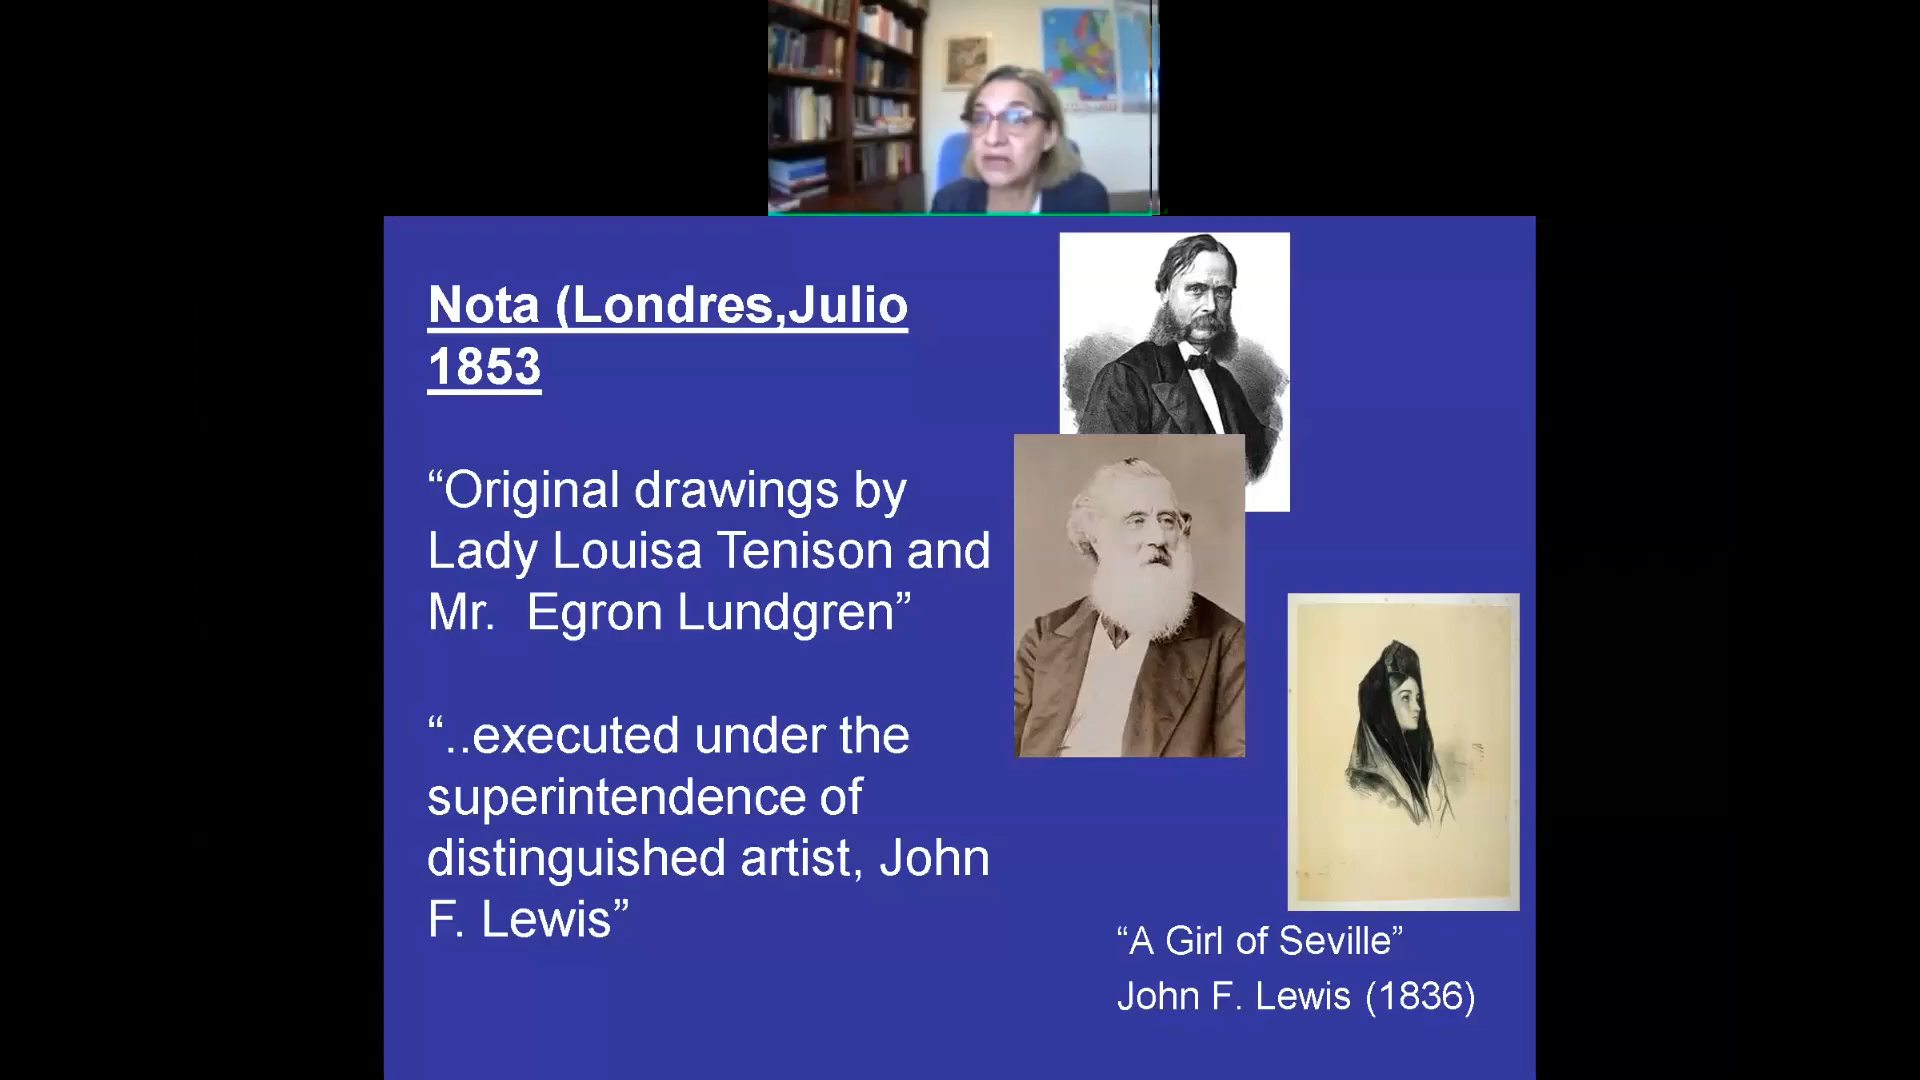 Nota (Londres,Julio
1853
“Original drawings by
Lady Louisa Tenison and
Mr. Egron Lundgren”
“..executed under the
superintendence of
distinguished artist, John
F. Lewis”
“A Girl of Seville”
John F. Lewis (1836)